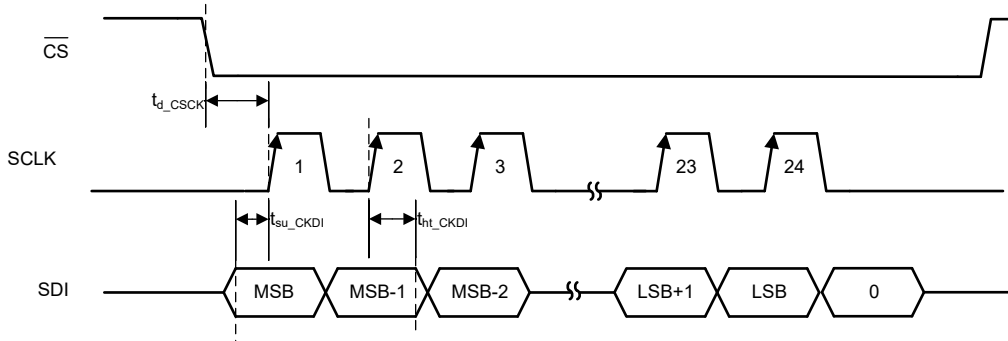 C̅S̅
t_d_CSCK
SCLK
1 2 3 23 24
t_su_CKDI t_ht_CKDI
SDI
MSB MSB-1 MSB-2 LSB+1 LSB 0